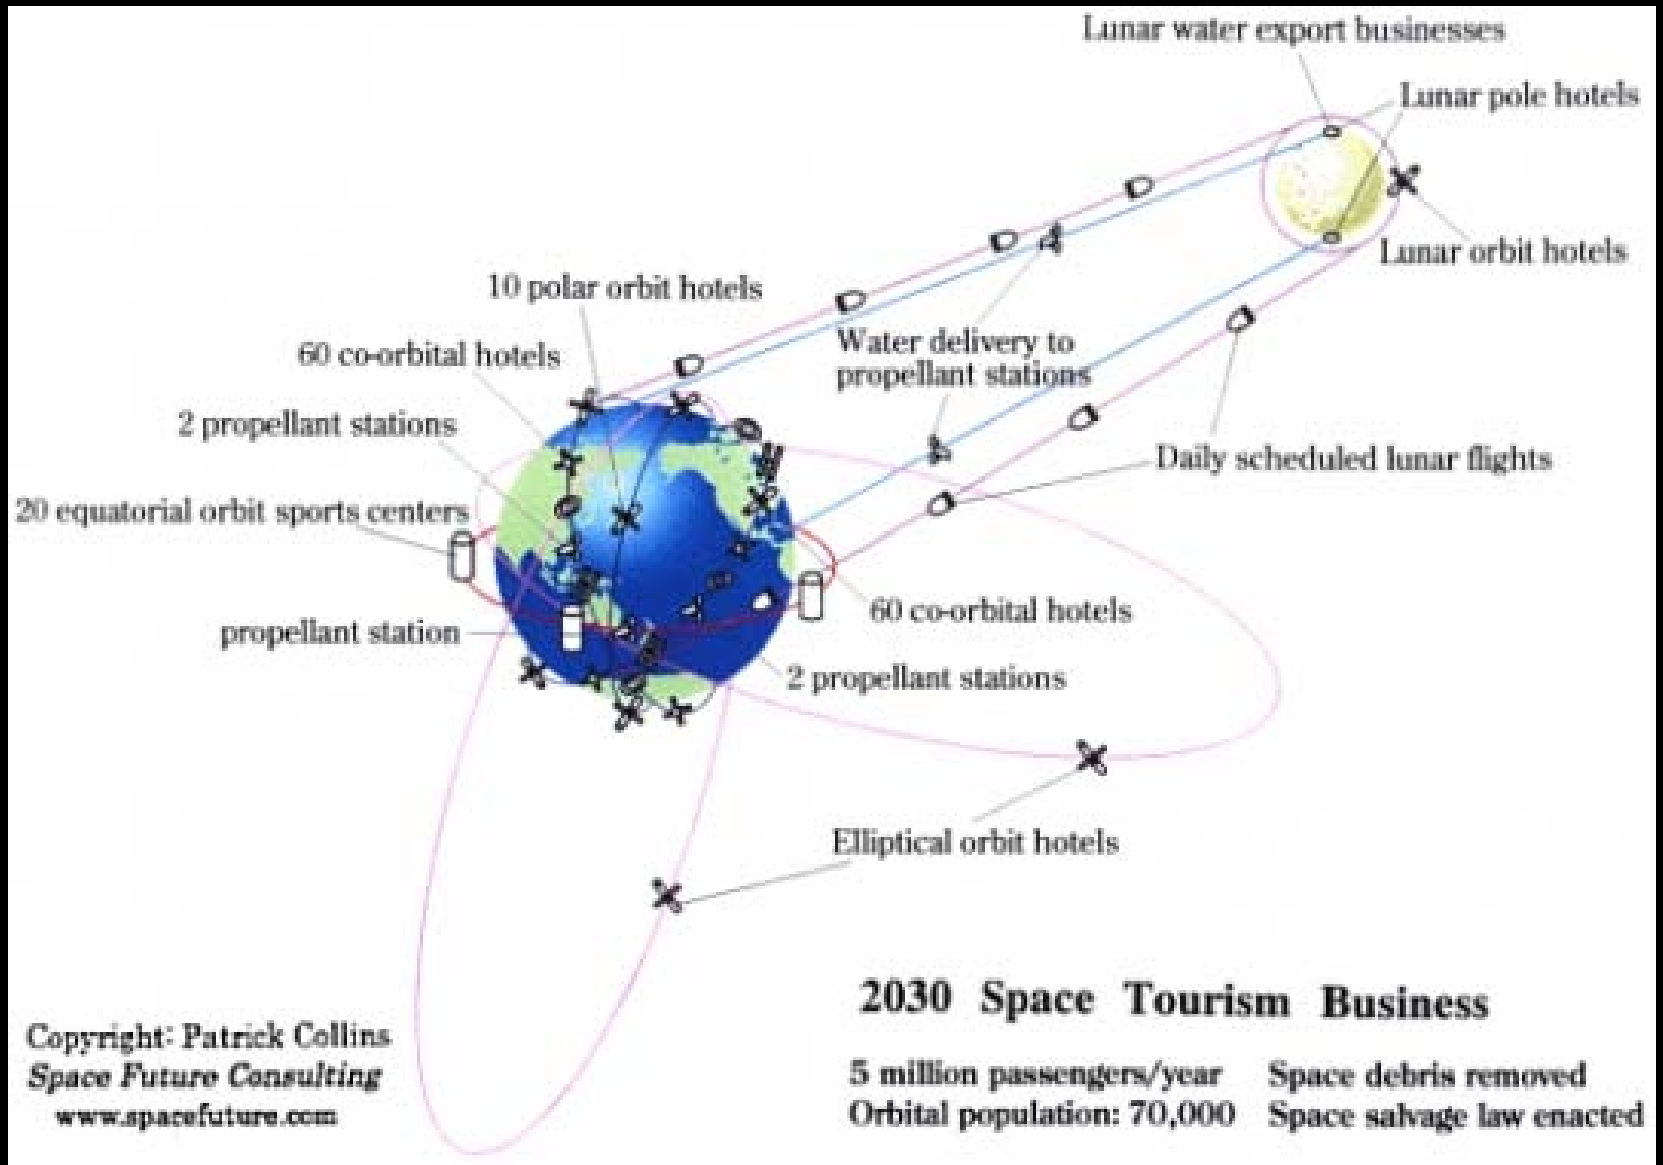 Lunar water export businesses
Lunar pole hotels
Lunar orbit hotels
10 polar orbit hotels
60 co-orbital hotels
Water delivery to
propellant stations
2 propellant stations
Daily scheduled lunar flights
20 equatorial orbit sports centers
60 co-orbital hotels
propellant station
2 propellant stations
Elliptical orbit hotels
2030 Space Tourism Business
5 million passengers/year Space debris removed
Orbital population: 70,000 Space salvage law enacted
Copyright: Patrick Collins
Space Future Consulting
www.spacefuture.com